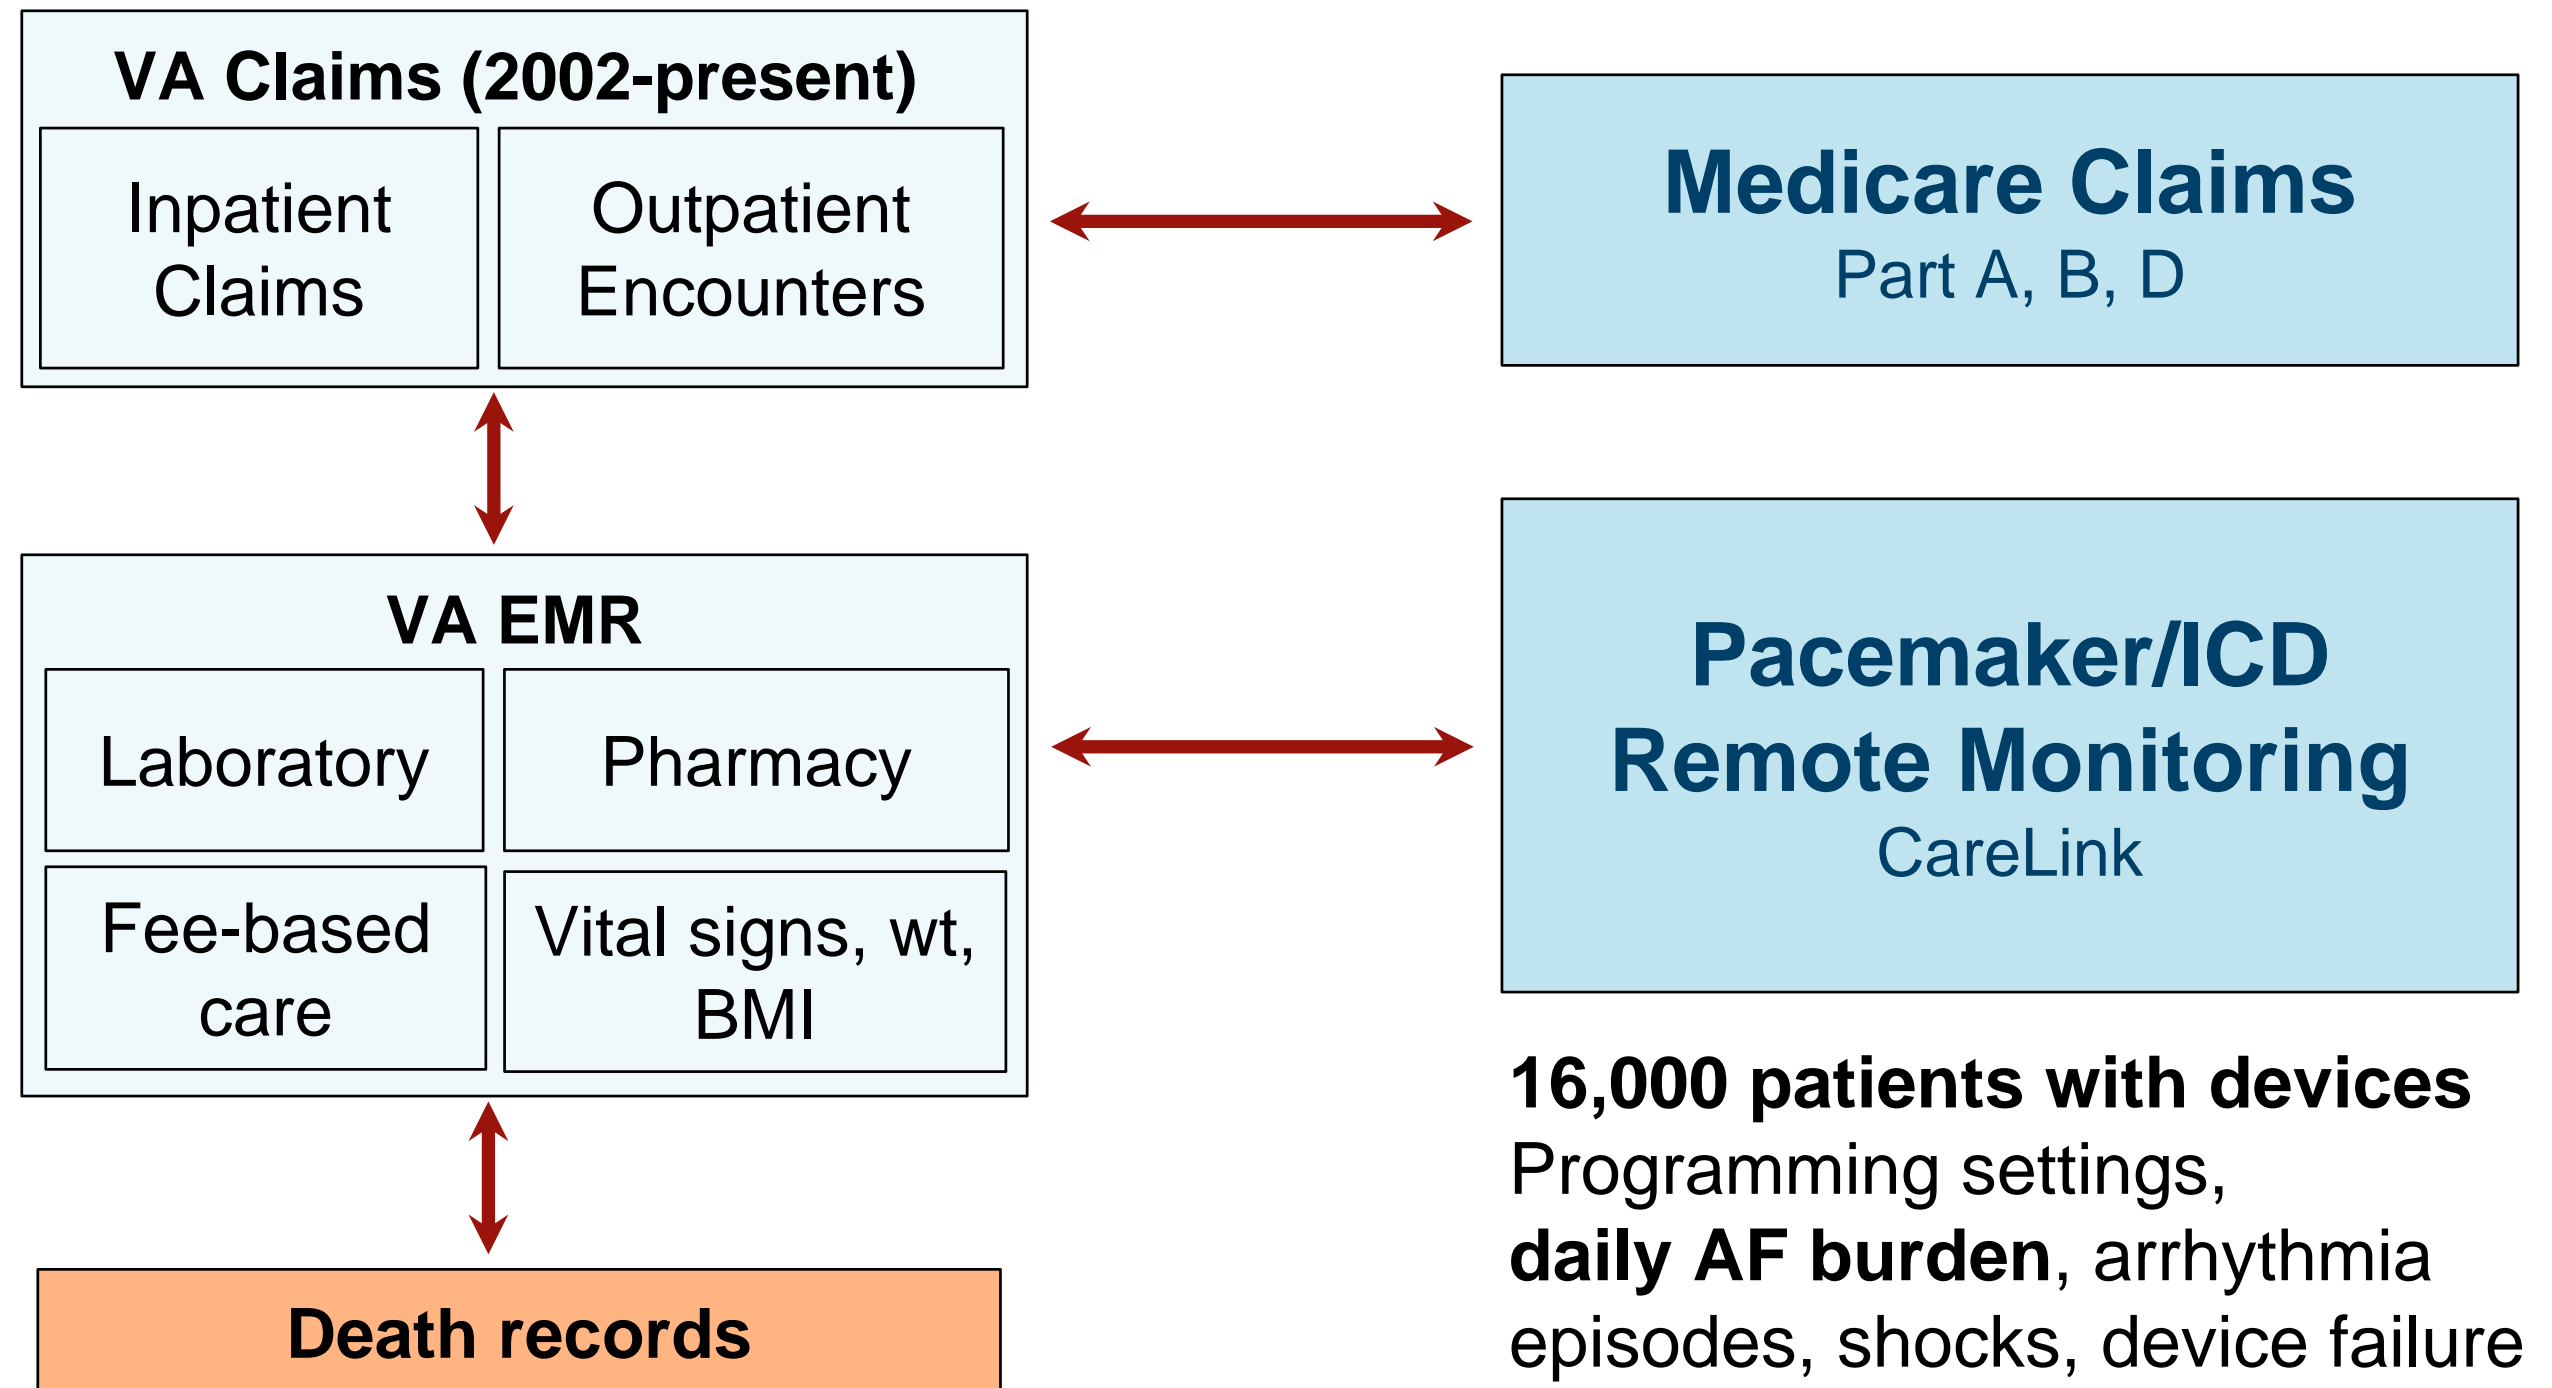 VA Claims (2002-present)
Inpatient
Claims
Outpatient
Encounters
Medicare Claims
Part A, B, D
VA EMR
Laboratory
Pharmacy
Fee-based
care
Vital signs, wt,
BMI
Pacemaker/ICD
Remote Monitoring
CareLink
16,000 patients with devices
Programming settings,
daily AF burden, arrhythmia
episodes, shocks, device failure
Death records